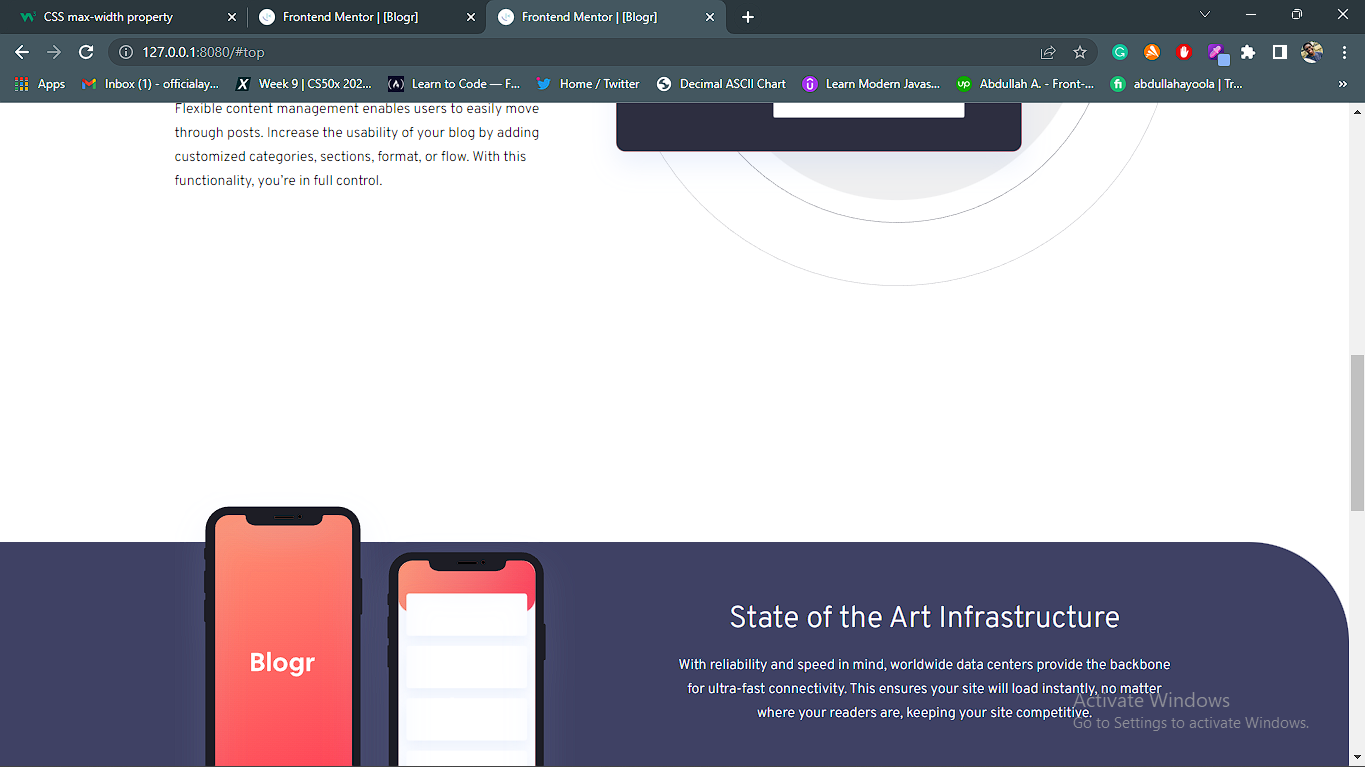 CSS max-width property
Frontend Mentor | [Blogr]
Frontend Mentor | [Blogr]
127.0.0.1:8080/#top
Apps
Inbox (1) - officialay...
Week 9 | CS50x 202...
Learn to Code — F...
Home / Twitter
Decimal ASCII Chart
Learn Modern Javas...
Abdullah A. - Front-...
abdullahayoola | Tr...
»
Flexible content management enables users to easily move
through posts. Increase the usability of your blog by adding
customized categories, sections, format, or flow. With this
functionality, you’re in full control.
Blogr
State of the Art Infrastructure
With reliability and speed in mind, worldwide data centers provide the backbone
for ultra-fast connectivity. This ensures your site will load instantly, no matter
where your readers are, keeping your site competitive.
Activate Windows
Go to Settings to activate Windows.